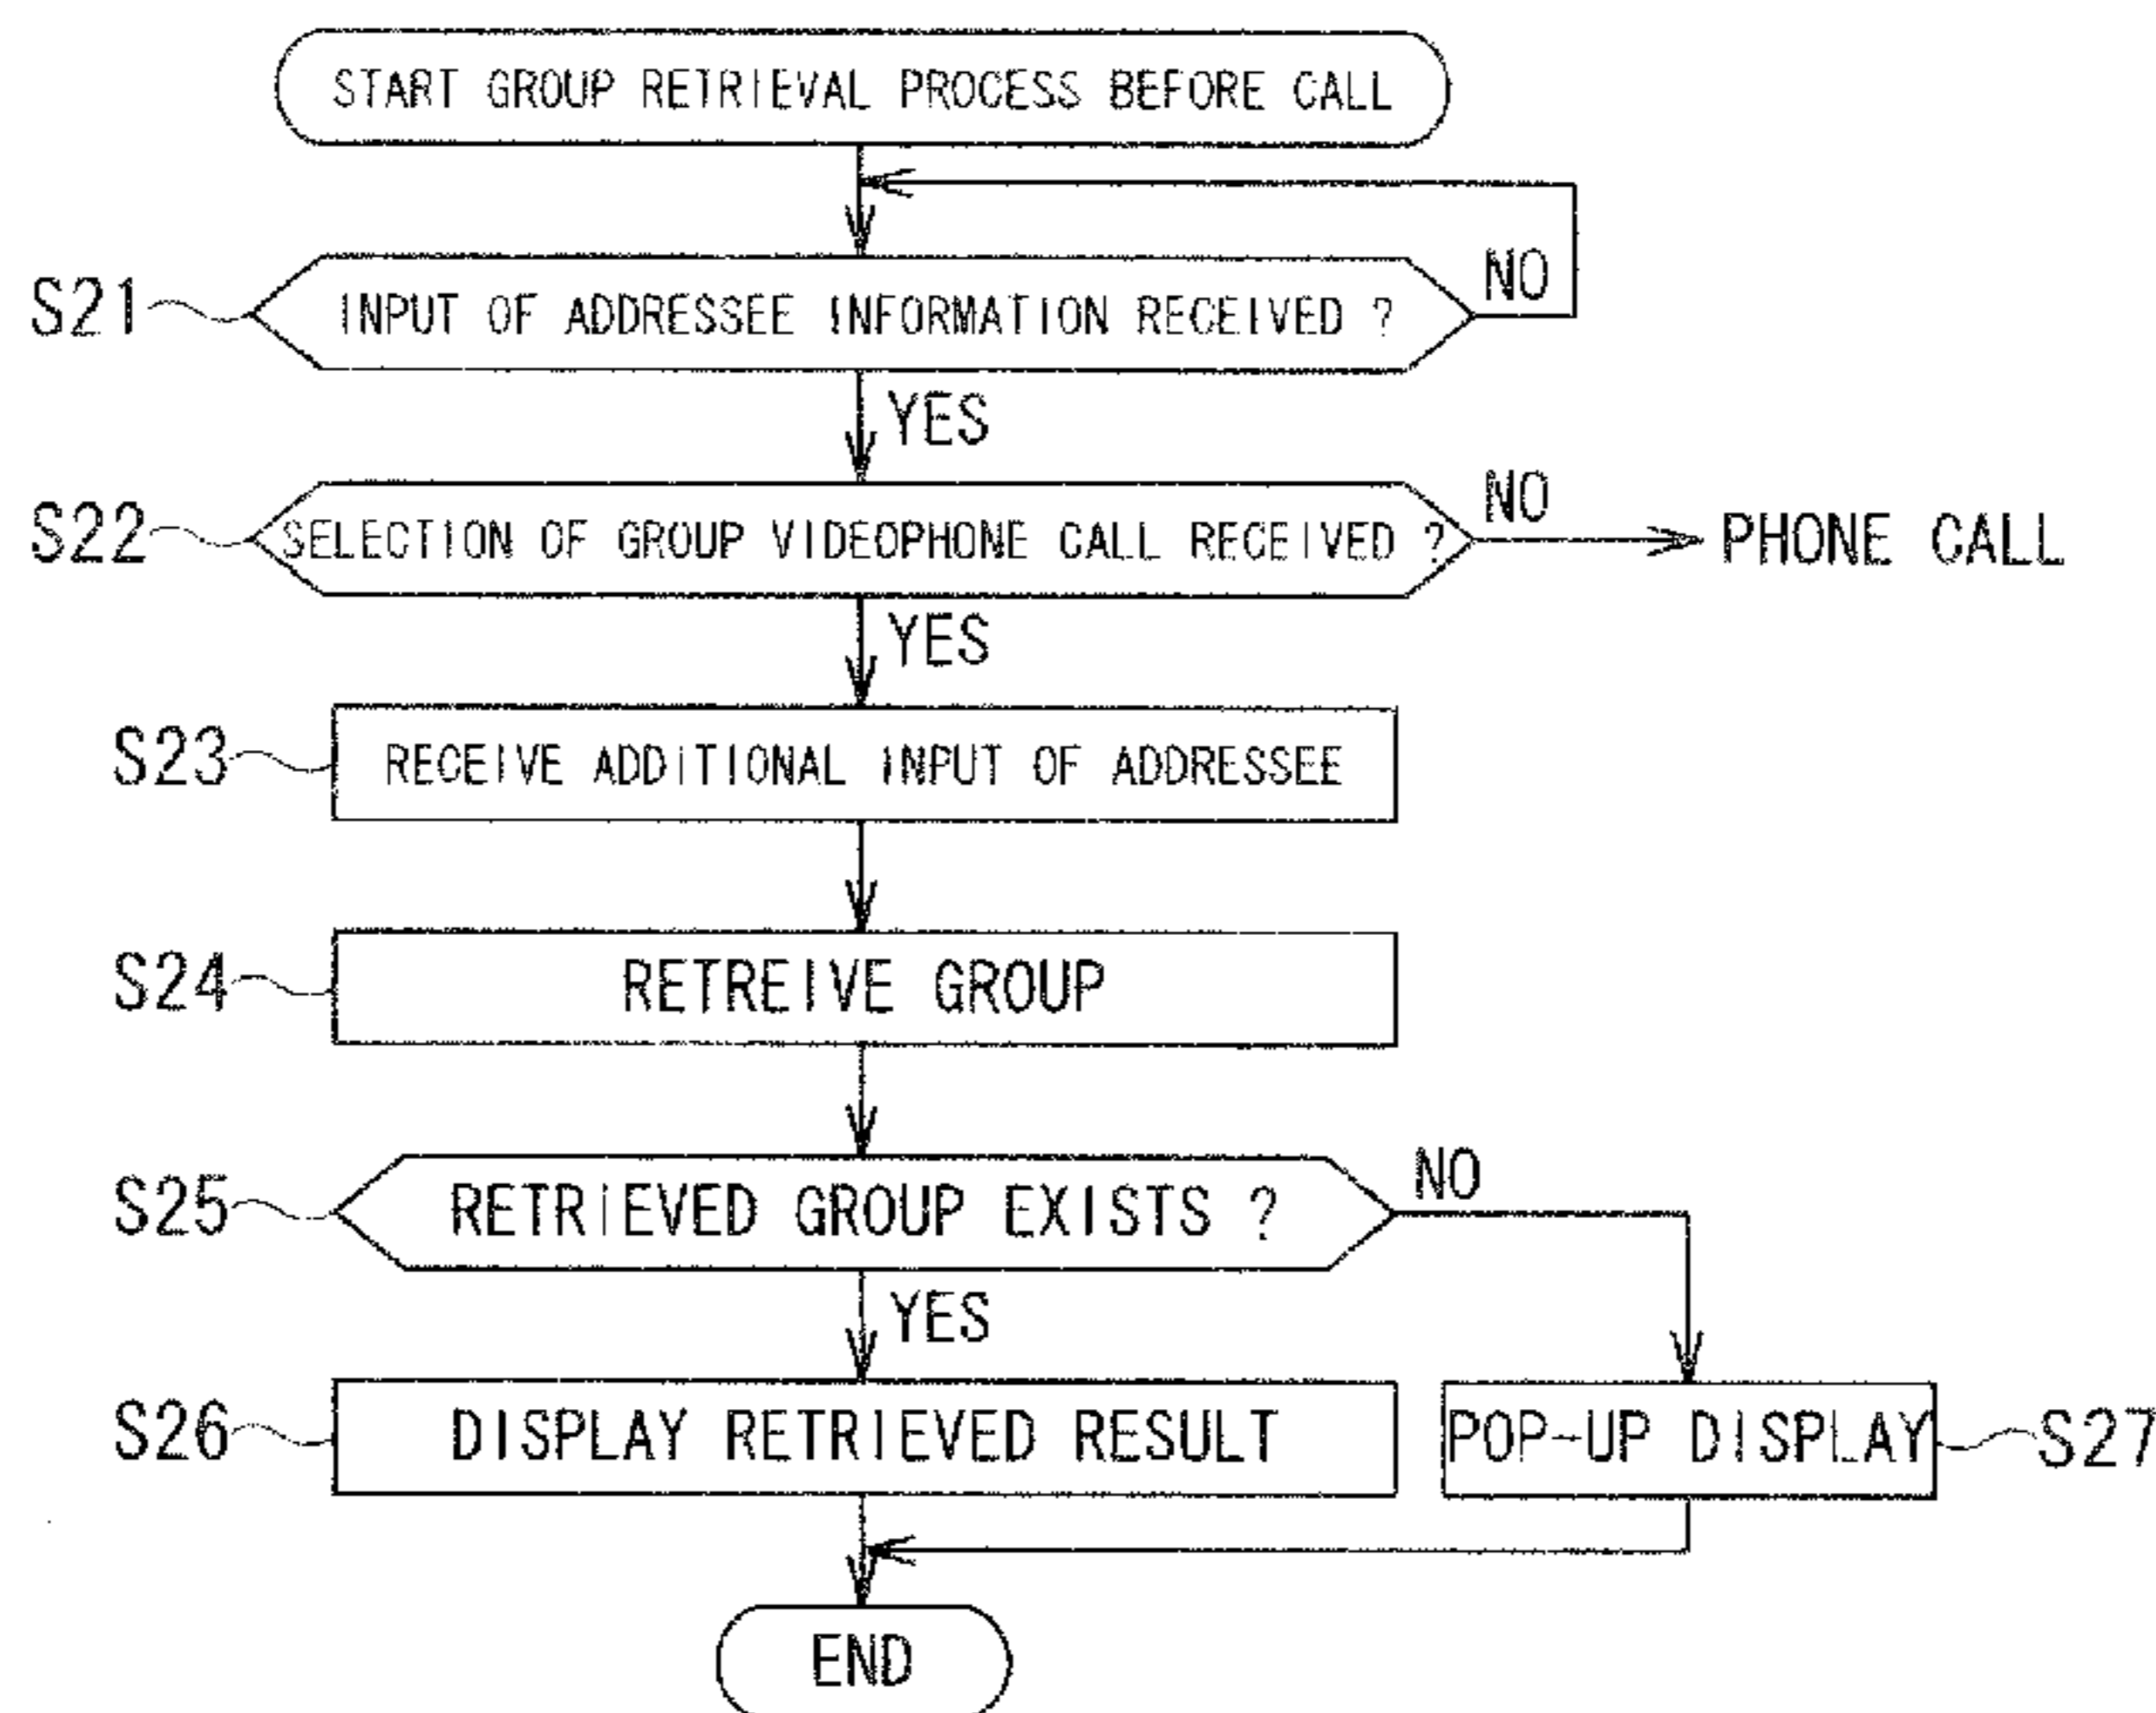 START GROUP RETRIEVAL PROCESS BEFORE CALL
NO
S21
INPUT OF ADDRESSEE INFORMATION RECEIVED ?
YES
NO
S22
SELECTION OF GROUP VIDEOPHONE CALL RECEIVED ?
PHONE CALL
YES
S23
RECEIVE ADDITIONAL INPUT OF ADDRESSEE
S24
RETREIVE GROUP
NO
S25
RETRIEVED GROUP EXISTS ?
YES
S26
DISPLAY RETRIEVED RESULT
POP-UP DISPLAY
S27
END